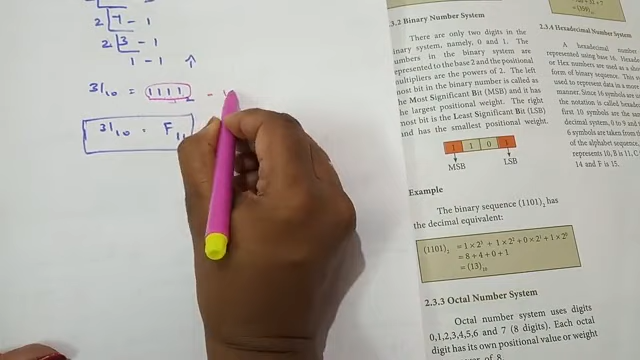 2 7 - 1
2 3 - 1
1 - 1 ↑
31₁₀ = 1111₂ -
31₁₀ = F₁₆
2.3.2 Binary Number System
There are only two digits in the
binary system, namely, 0 and 1. The
numbers in the binary system are
represented to the base 2 and the positional
multipliers are the powers of 2. The left
most bit in the binary number is called as
the Most Significant Bit (MSB) and it has
the largest positional weight. The right
most bit is the Least Significant Bit (LSB)
and has the smallest positional weight.
1 1 0 1
MSB LSB
Example
The binary sequence (1101)₂ has
the decimal equivalent:
(1101)₂ = 1 × 2³ + 1 × 2² + 0 × 2¹ + 1 × 2⁰
= 8 + 4 + 0 + 1
= (13)₁₀
2.3.3 Octal Number System
Octal number system uses digits
0,1,2,3,4,5,6 and 7 (8 digits). Each octal
digit has its own positional value or weight
of 8.
2.3.4 Hexadecimal Number System
A hexadecimal number
represented using base 16. Hexa
or Hex numbers are used as a sho
form of binary sequence. This
used to
Since 16 symbols are
the notation is called hexade
first 10 symbols are the
decimal system, 0 to 9 and
6 symbols are taken from
of the alphabet sequence,
represents 10, B is 11, C
14 and F is 15.